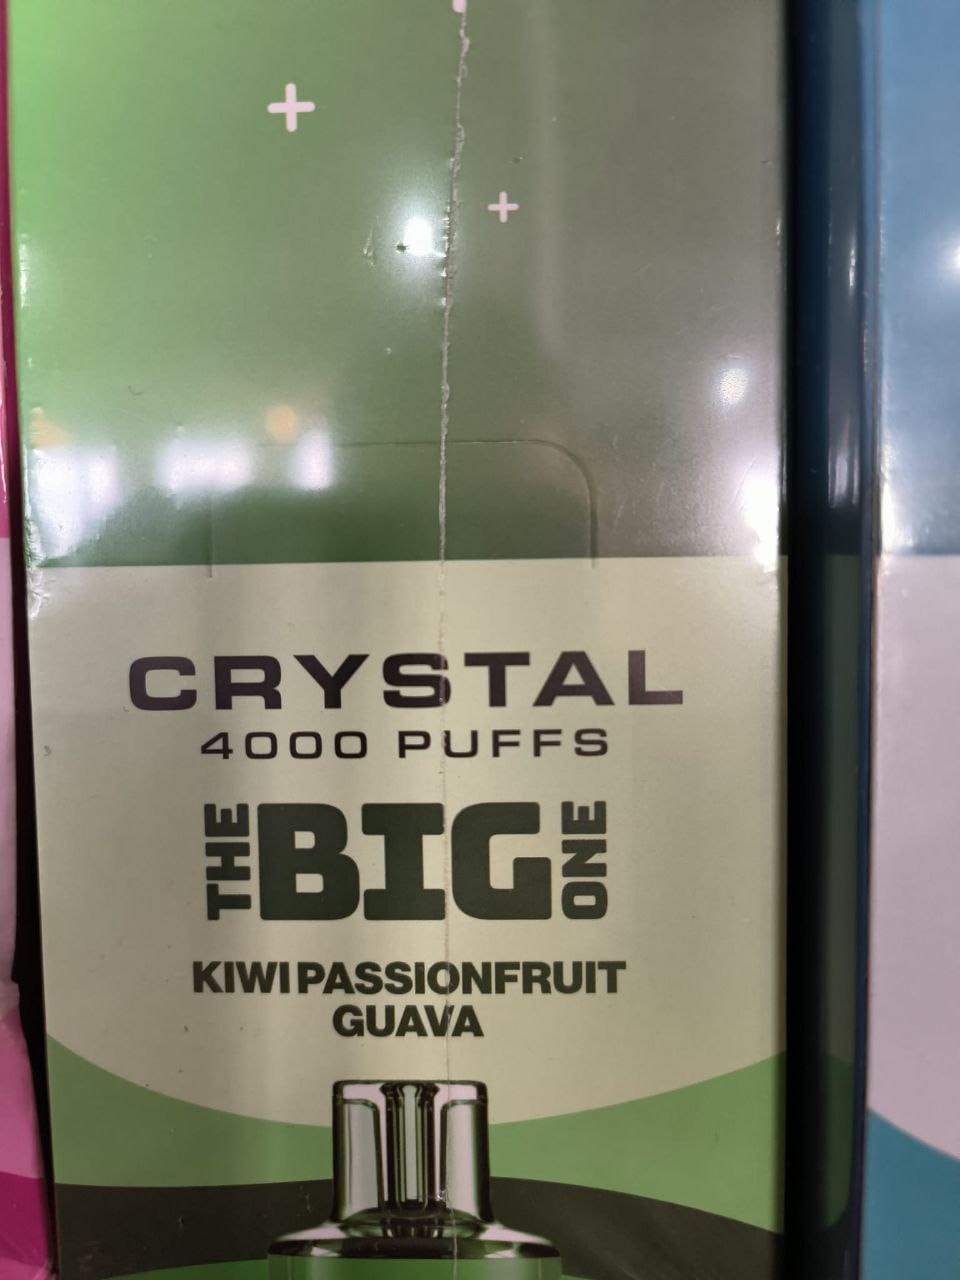 CRYSTAL
4000 PUFFS
THE BIG ONE
KIWI PASSIONFRUIT
GUAVA